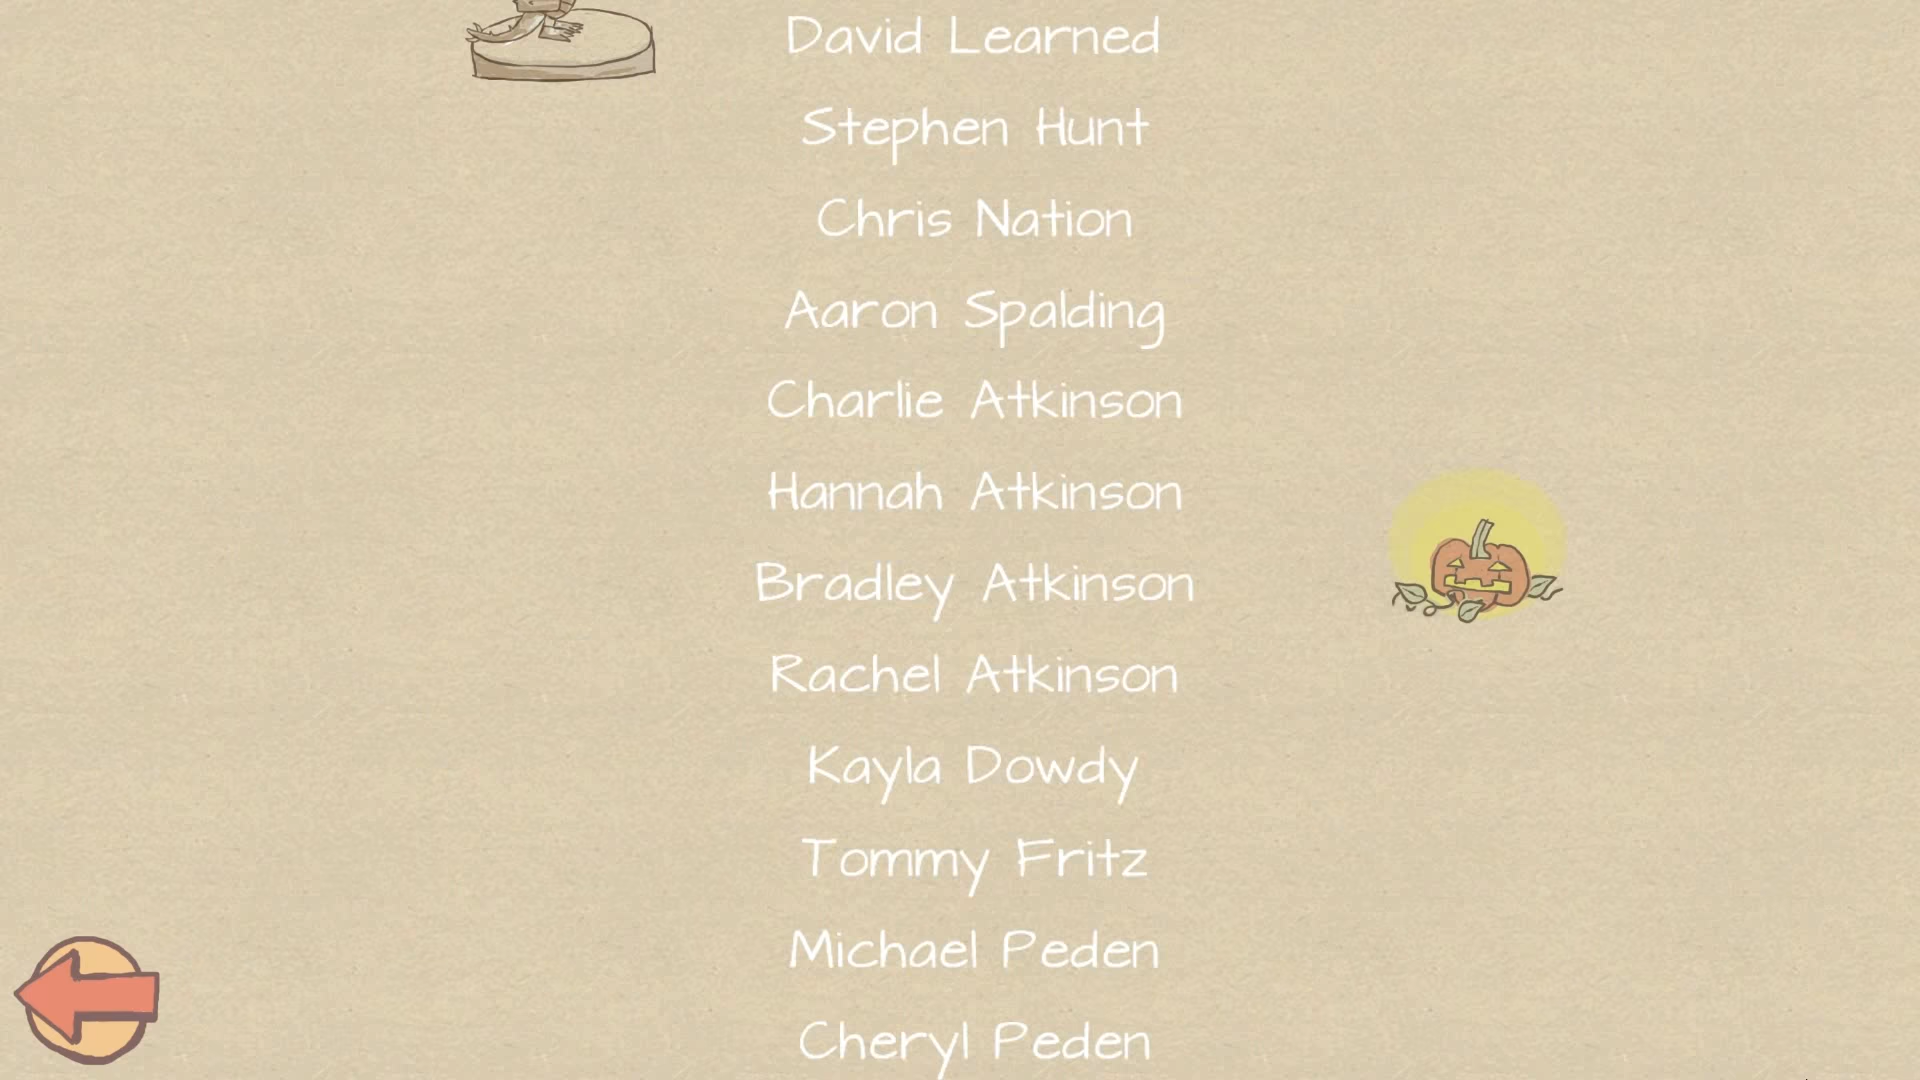 David Learned
Stephen Hunt
Chris Nation
Aaron Spalding
Charlie Atkinson
Hannah Atkinson
Bradley Atkinson
Rachel Atkinson
Kayla Dowdy
Tommy Fritz
Michael Peden
Cheryl Peden